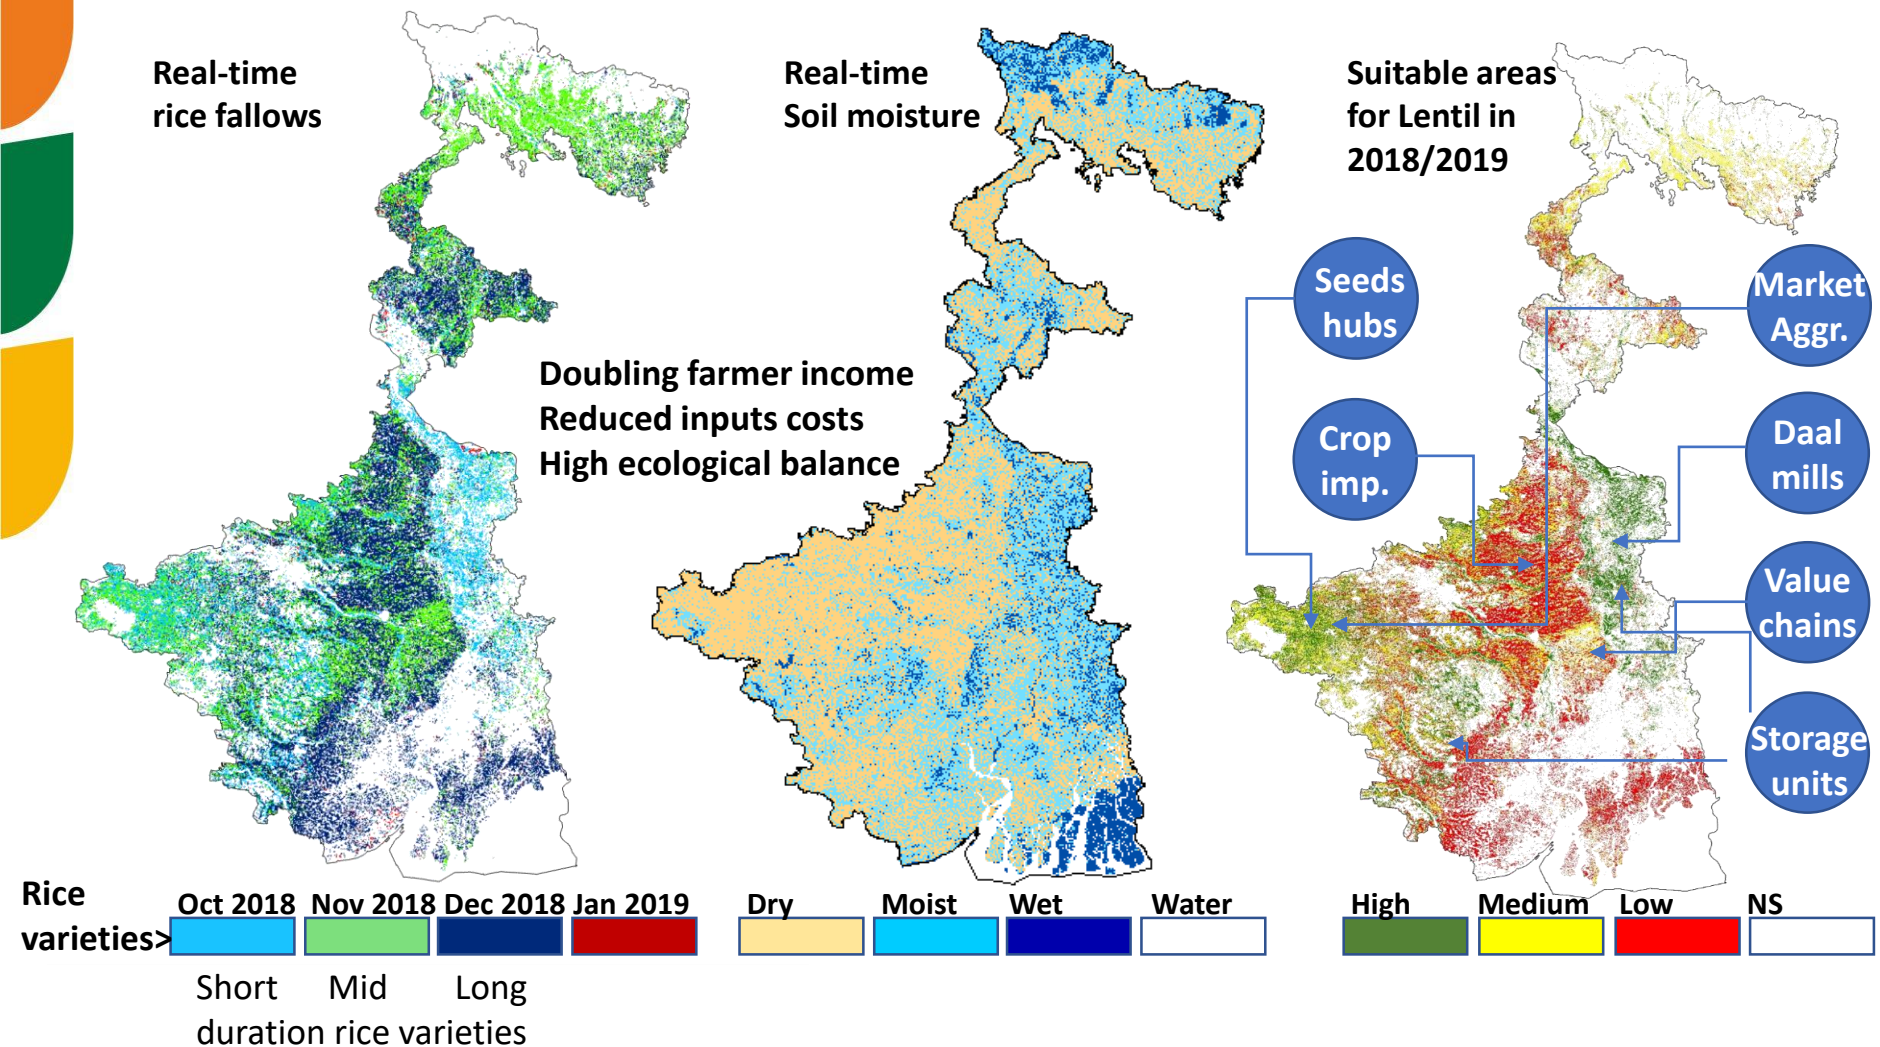 Real-time
rice fallows
Real-time
Soil moisture
Suitable areas
for Lentil in
2018/2019
Seeds
hubs
Market
Aggr.
Doubling farmer income
Reduced inputs costs
High ecological balance
Crop
imp.
Daal
mills
Value
chains
Storage
units
Rice
varieties>
Oct 2018 Nov 2018 Dec 2018 Jan 2019
Dry Moist Wet Water
High Medium Low NS
Short Mid Long
duration rice varieties